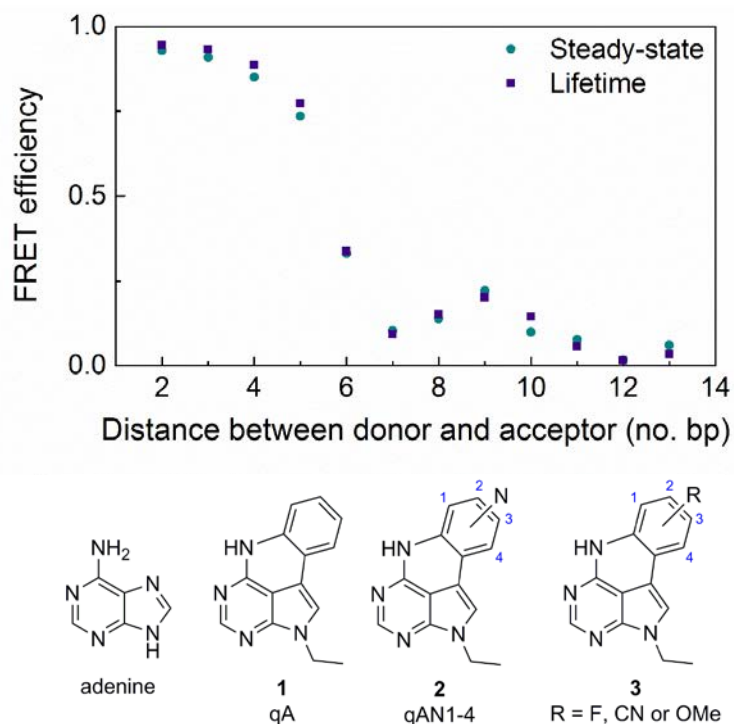 1.0
Steady-state
Lifetime
FRET efficiency
0.5
0.0
2 4 6 8 10 12 14
Distance between donor and acceptor (no. bp)
NH2
N
N
N
N
H
adenine
HN
N
N
N
1
qA
N
1
2
3
4
HN
N
N
N
2
qAN1-4
R
1
2
3
4
HN
N
N
N
3
R = F, CN or OMe